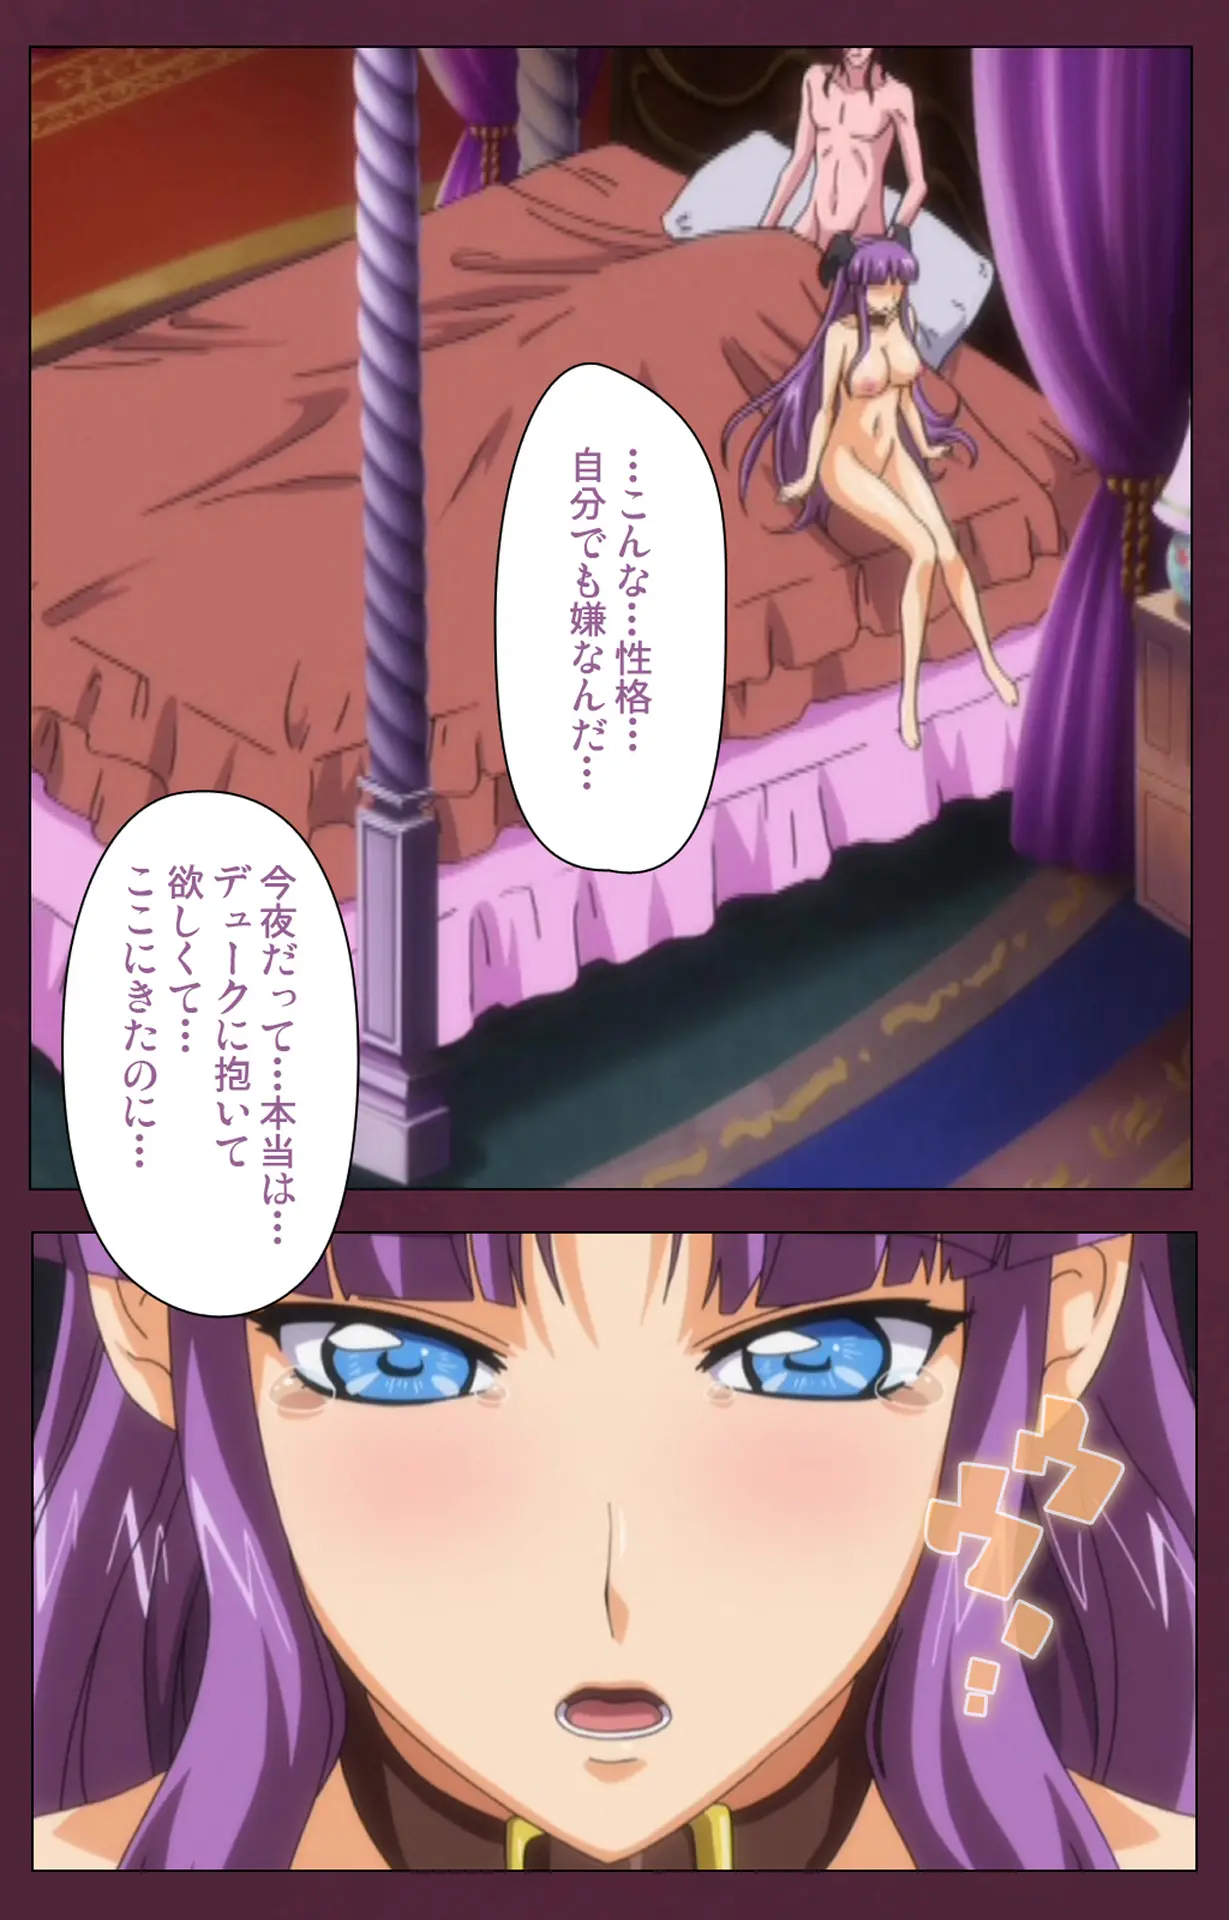 …こんな…性格…
自分でも嫌なんだ…
今夜だって…本当は…
デュークに抱いて
欲しくて…
ここにきたのに…
ウウ…